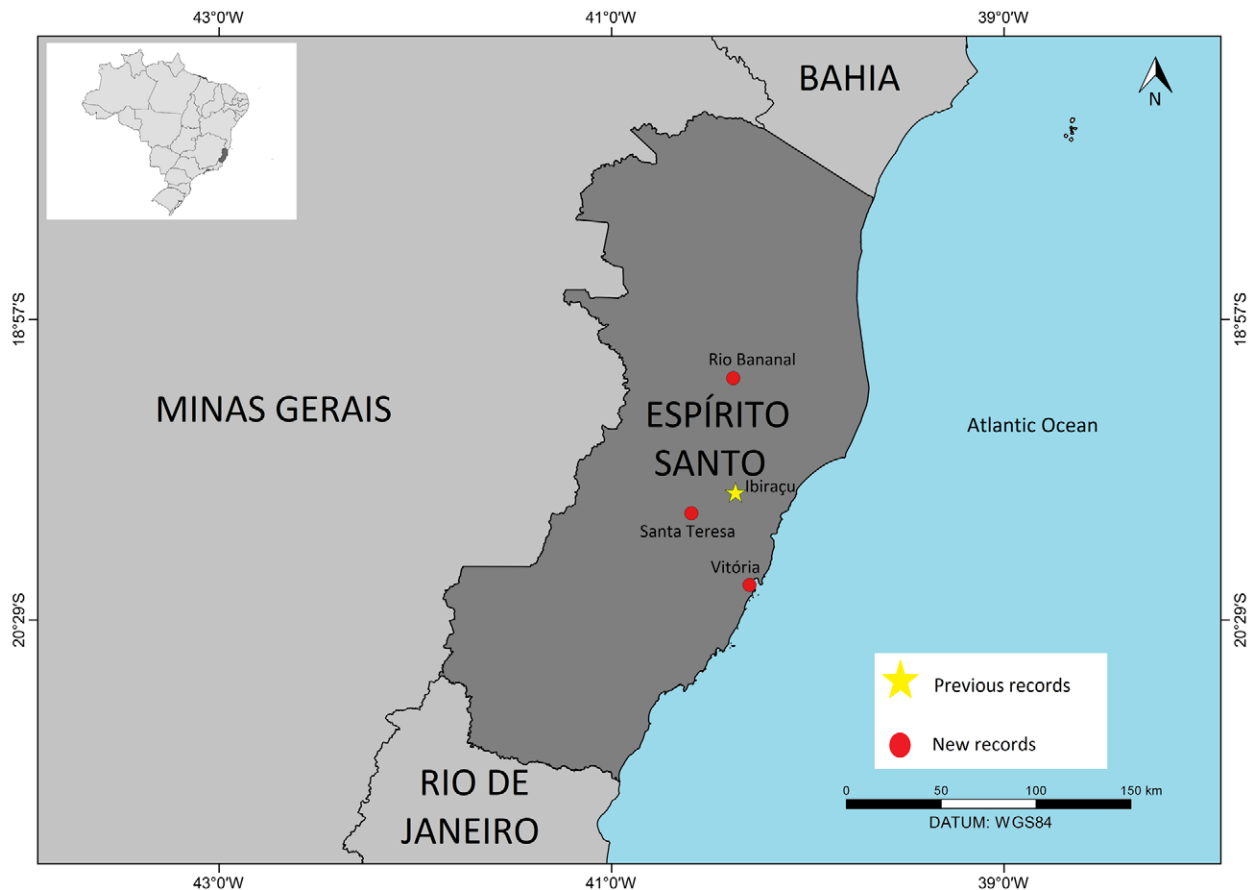 43°0'W
41°0'W
39°0'W
BAHIA
N
18°57'S
18°57'S
Rio Bananal
MINAS GERAIS
ESPÍRITO
SANTO
Atlantic Ocean
Ibiraçu
Santa Teresa
Vitória
20°29'S
20°29'S
Previous records
New records
RIO DE
JANEIRO
0 50 100 150 km
DATUM: WGS84
43°0'W
41°0'W
39°0'W